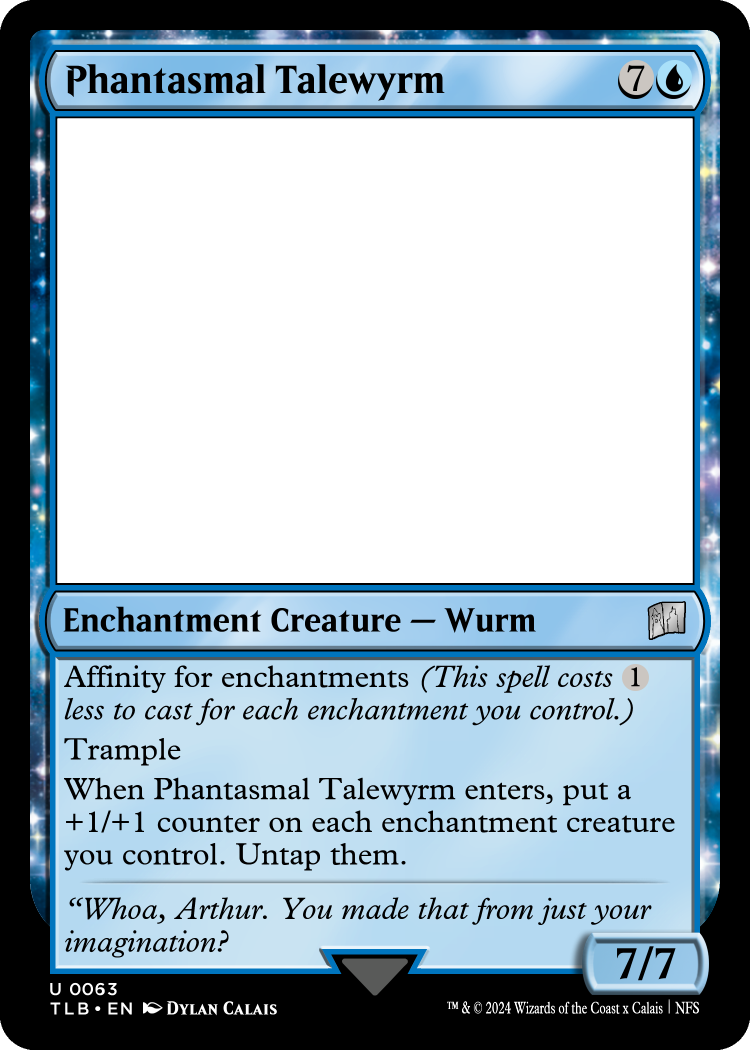 Phantasmal Talewyrm 7
Enchantment Creature — Wurm
Affinity for enchantments (This spell costs 1
less to cast for each enchantment you control.)
Trample
When Phantasmal Talewyrm enters, put a
+1/+1 counter on each enchantment creature
you control. Untap them.
“Whoa, Arthur. You made that from just your
imagination?
7/7
U 0063
TLB • EN DYLAN CALAIS
™ & © 2024 Wizards of the Coast x Calais | NFS